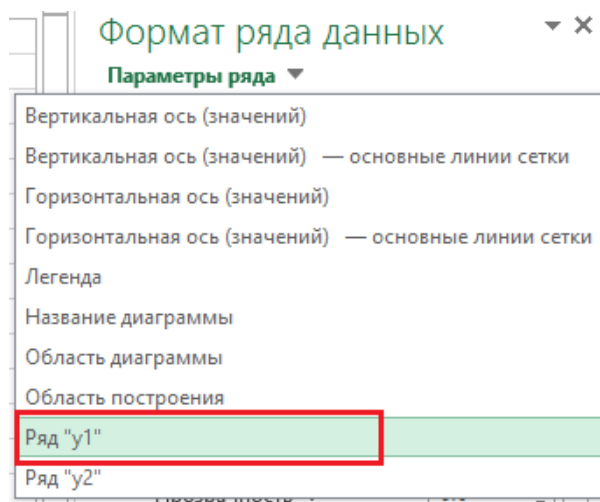 Формат ряда данных
Параметры ряда
Вертикальная ось (значений)
Вертикальная ось (значений) — основные линии сетки
Горизонтальная ось (значений)
Горизонтальная ось (значений) — основные линии сетки
Легенда
Название диаграммы
Область диаграммы
Область построения
Ряд "y1"
Ряд "y2"